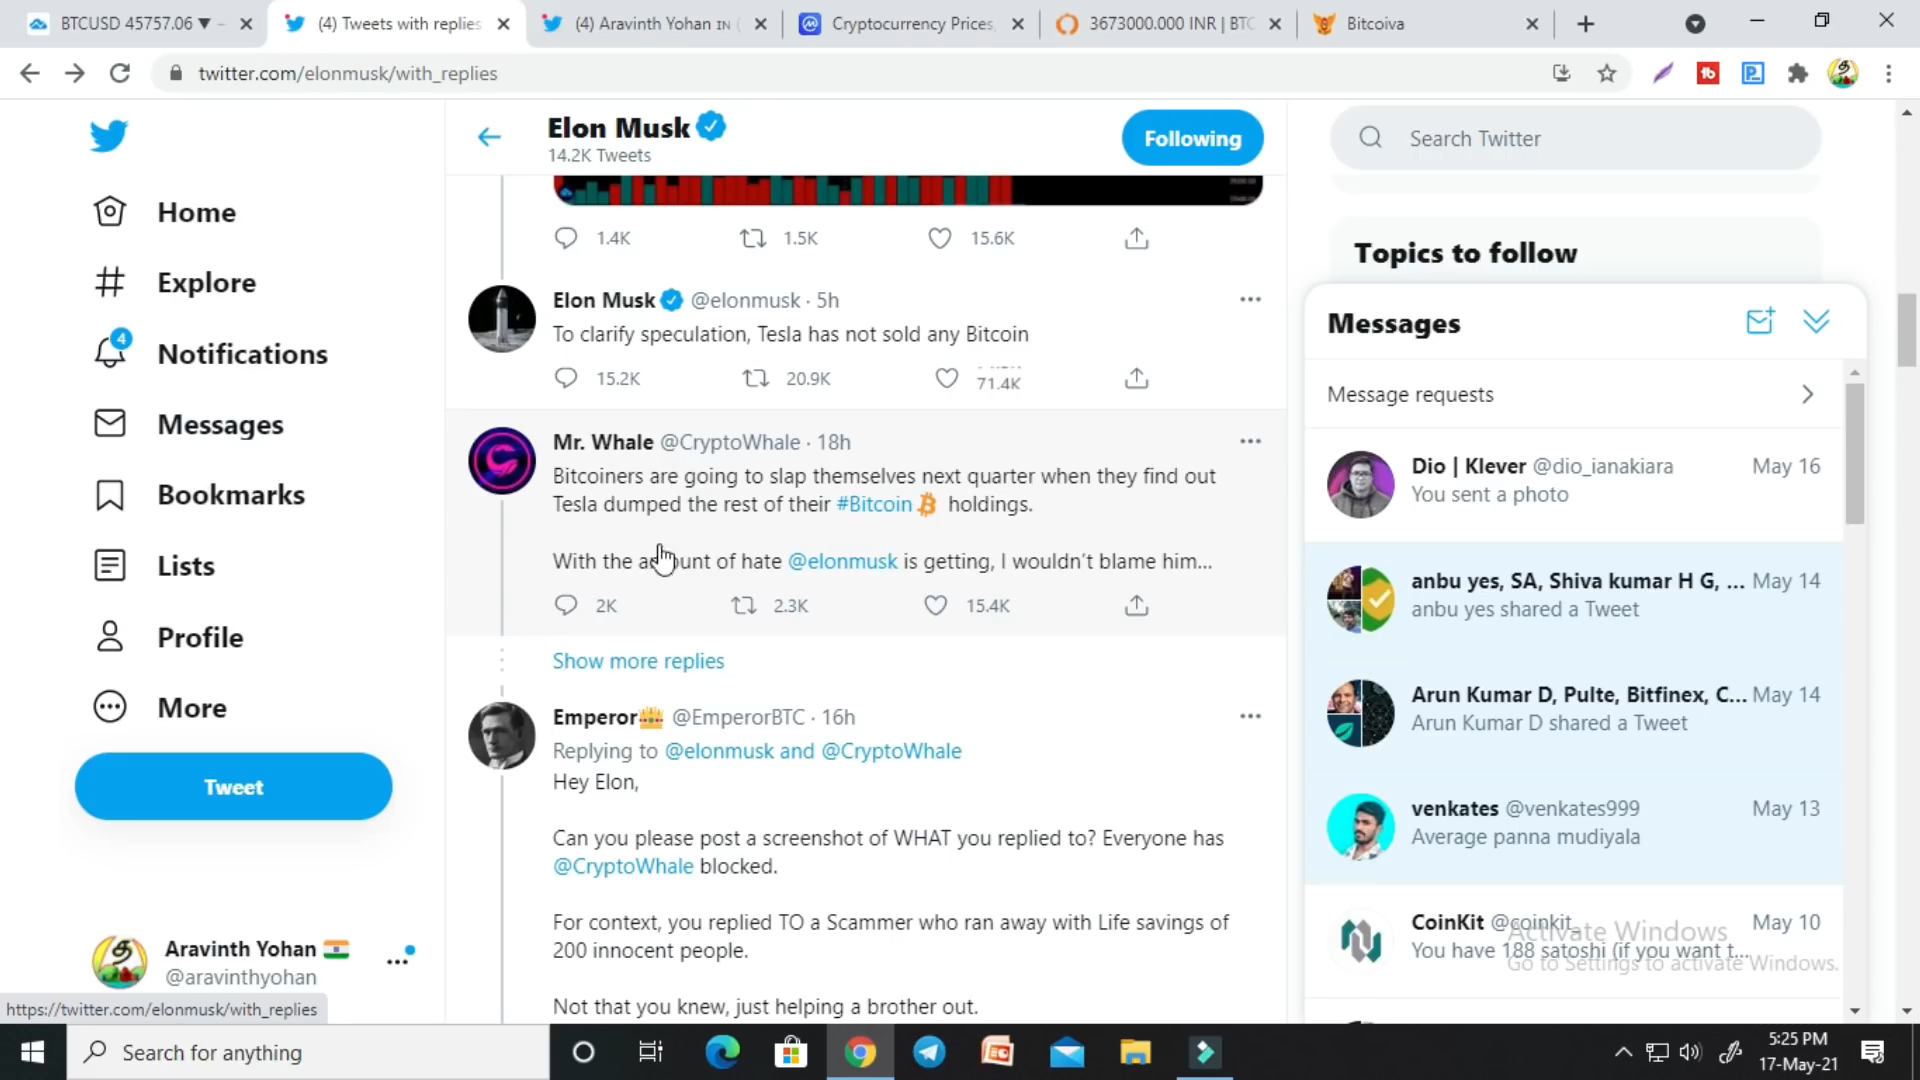 BTCUSD 45757.06 ▼ -
(4) Tweets with replies
(4) Aravinth Yohan IN (
Cryptocurrency Prices,
3673000.000 INR | BTC
Bitcoiva
twitter.com/elonmusk/with_replies
Home
Explore
4
Notifications
Messages
Bookmarks
Lists
Profile
More
Tweet
Aravinth Yohan 🇮🇳
@aravinthyohan
https://twitter.com/elonmusk/with_replies
Elon Musk
14.2K Tweets
Following
1.4K 1.5K 15.6K
Elon Musk @elonmusk · 5h
To clarify speculation, Tesla has not sold any Bitcoin
15.2K 20.9K 71.4K
Mr. Whale @CryptoWhale · 18h
Bitcoiners are going to slap themselves next quarter when they find out
Tesla dumped the rest of their #Bitcoin holdings.
With the amount of hate @elonmusk is getting, I wouldn't blame him...
2K 2.3K 15.4K
Show more replies
Emperor👑 @EmperorBTC · 16h
Replying to @elonmusk and @CryptoWhale
Hey Elon,
Can you please post a screenshot of WHAT you replied to? Everyone has
@CryptoWhale blocked.
For context, you replied TO a Scammer who ran away with Life savings of
200 innocent people.
Not that you knew, just helping a brother out.
Search Twitter
Topics to follow
Messages
Message requests
Dio | Klever @dio_ianakiara May 16
You sent a photo
anbu yes, SA, Shiva kumar H G, ... May 14
anbu yes shared a Tweet
Arun Kumar D, Pulte, Bitfinex, C... May 14
Arun Kumar D shared a Tweet
venkates @venkates999 May 13
Average panna mudiyala
CoinKit @coinkit_ May 10
You have 188 satoshi (if you want t...
Activate Windows
Go to Settings to activate Windows.
Search for anything
5:25 PM
17-May-21